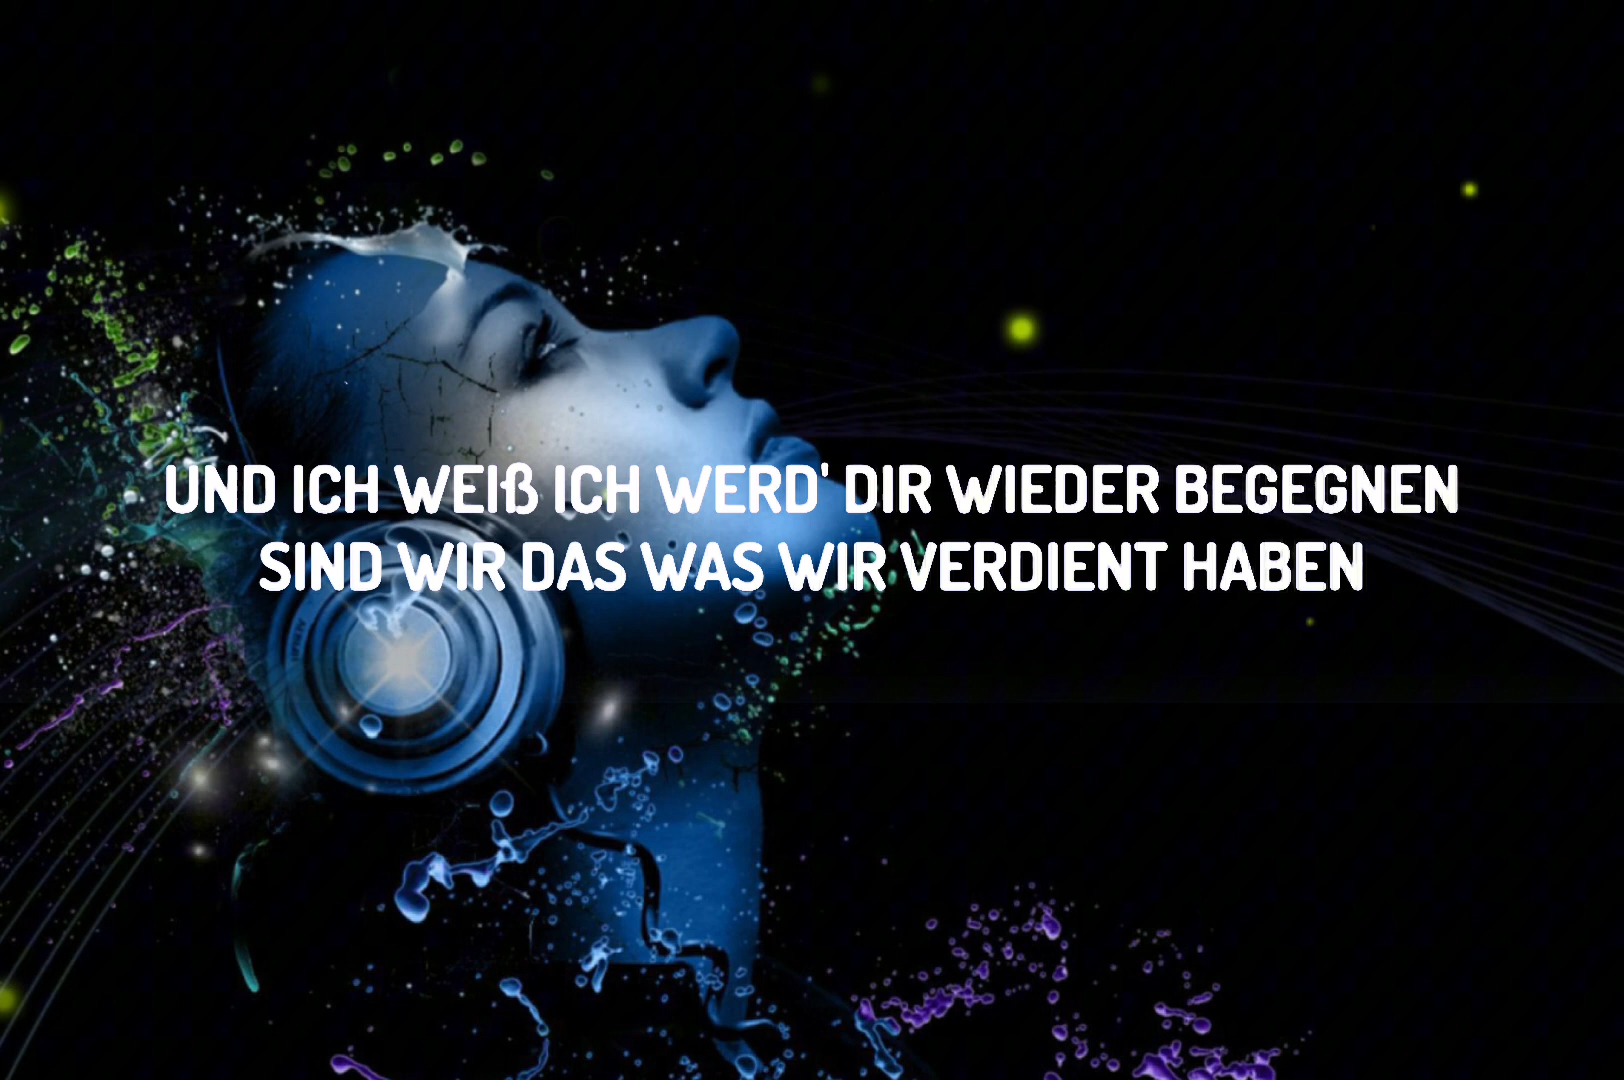 UND ICH WEIß ICH WERD' DIR WIEDER BEGEGNEN
SIND WIR DAS WAS WIR VERDIENT HABEN